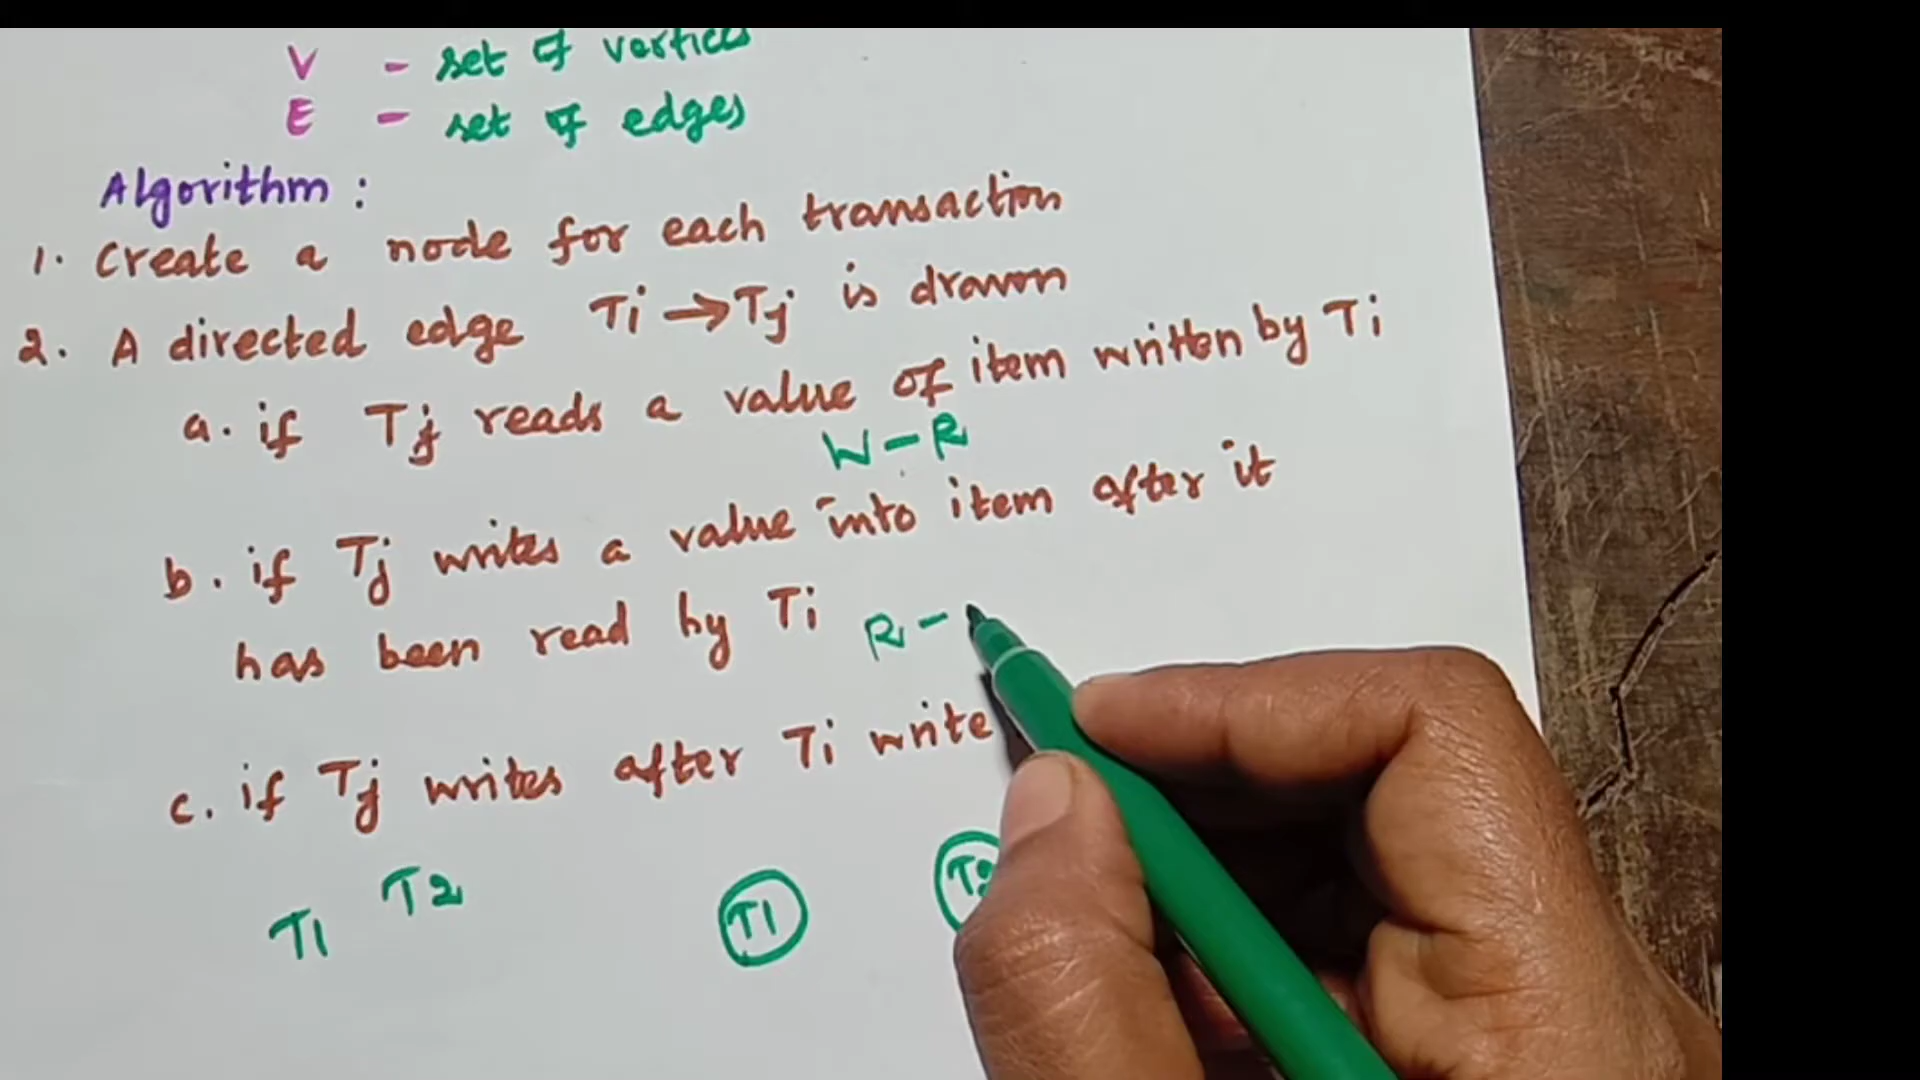 V - set of vertices
E - set of edges
Algorithm :
1. Create a node for each transaction
2. A directed edge Ti → Tj is drawn
a. if Tj reads a value of item written by Ti
W - R
b. if Tj writes a value into item after it
has been read by Ti R -
c. if Tj writes after Ti write
T1 T2 T1 T2